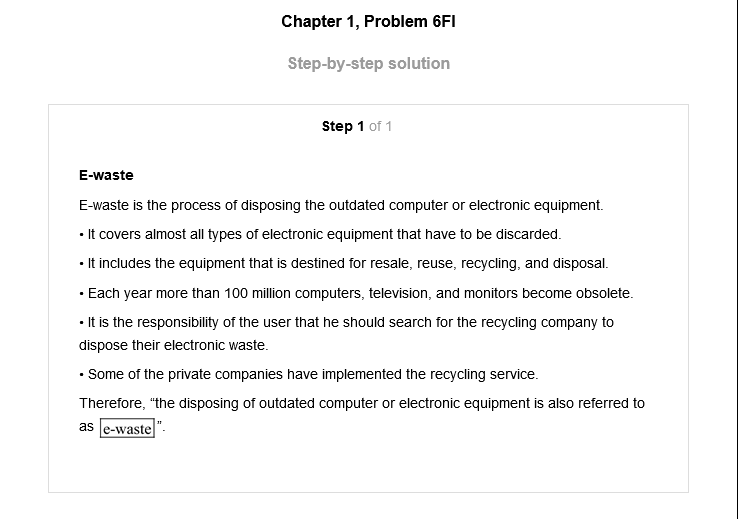 Chapter 1, Problem 6FI
Step-by-step solution
Step 1 of 1
E-waste
E-waste is the process of disposing the outdated computer or electronic equipment.
• It covers almost all types of electronic equipment that have to be discarded.
• It includes the equipment that is destined for resale, reuse, recycling, and disposal.
• Each year more than 100 million computers, television, and monitors become obsolete.
• It is the responsibility of the user that he should search for the recycling company to
dispose their electronic waste.
• Some of the private companies have implemented the recycling service.
Therefore, “the disposing of outdated computer or electronic equipment is also referred to
as e-waste”.